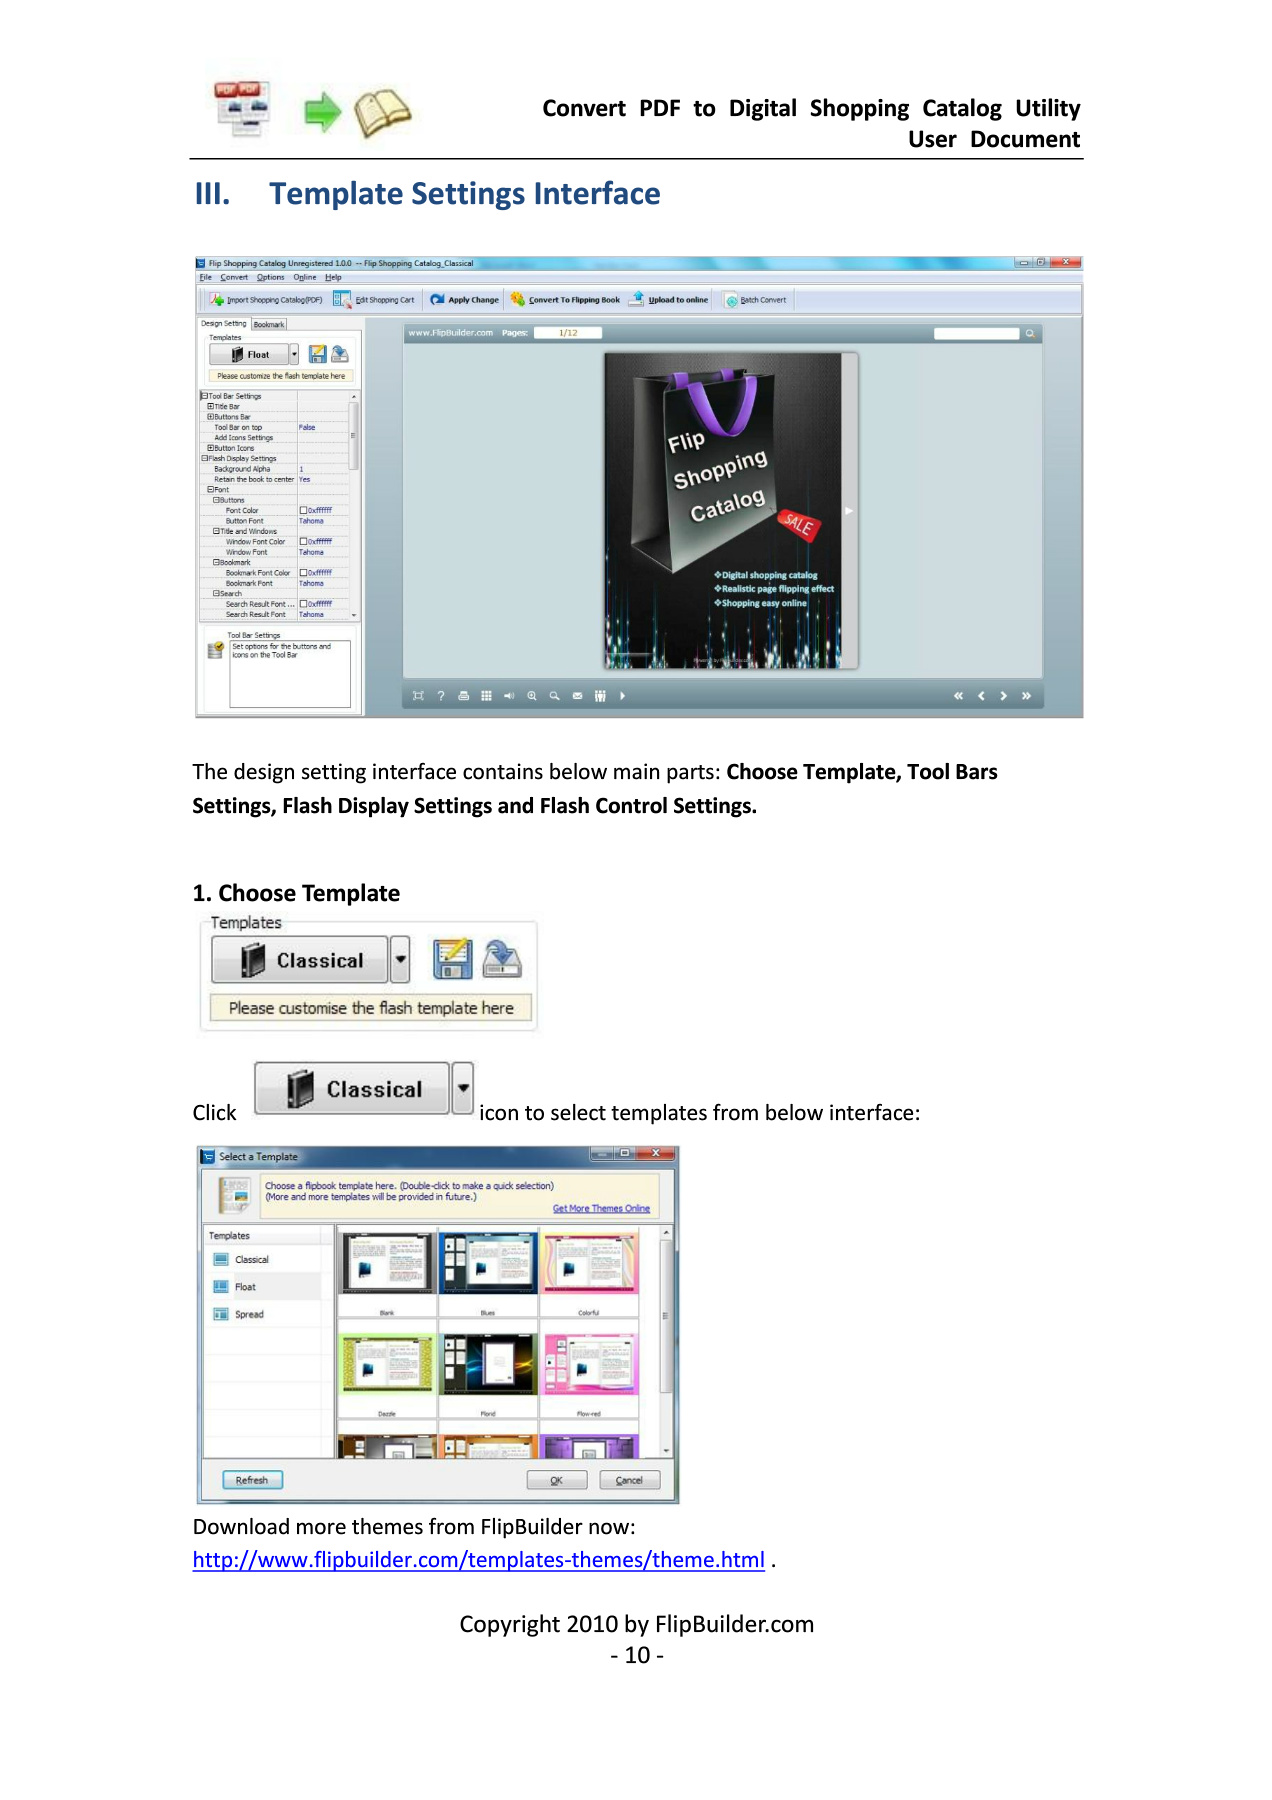 PDF PDF
Convert PDF to Digital Shopping Catalog Utility
User Document
III. Template Settings Interface
Flip Shopping Catalog Unregistered 1.0.0 -- Flip Shopping Catalog_Classical
File Convert Options Online Help
Import Shopping Catalog(PDF) Edit Shopping Cart Apply Change Convert To Flipping Book Upload to online Batch Convert
Design Setting Bookmark
Templates
Float
Please customize the flash template here
Tool Bar Settings
Title Bar
Buttons Bar
Tool Bar on top False
Add Icons Settings
Button Icons
Flash Display Settings
Background Alpha 1
Retain the book to center Yes
Font
Buttons
Font Color 0xffffff
Button Font Tahoma
Title and Windows
Window Font Color 0xffffff
Window Font Tahoma
Bookmark
Bookmark Font Color 0xffffff
Bookmark Font Tahoma
Search
Search Result Font ... 0xffffff
Search Result Font Tahoma
Tool Bar Settings
Set options for the buttons and
icons on the Tool Bar
www.FlipBuilder.com Pages: 1/12
Flip
Shopping
Catalog
SALE
❖Digital shopping catalog
❖Realistic page flipping effect
❖Shopping easy online
The design setting interface contains below main parts: Choose Template, Tool Bars
Settings, Flash Display Settings and Flash Control Settings.
1. Choose Template
Templates
Classical
Please customise the flash template here
Click Classical icon to select templates from below interface:
Select a Template
Choose a flipbook template here. (Double-click to make a quick selection)
(More and more templates will be provided in future.)
Get More Themes Online
Templates
Classical
Float
Spread
Blank Blues Colorful
Dazzle Florid Flow-red
Refresh OK Cancel
Download more themes from FlipBuilder now:
http://www.flipbuilder.com/templates-themes/theme.html .
Copyright 2010 by FlipBuilder.com
- 10 -